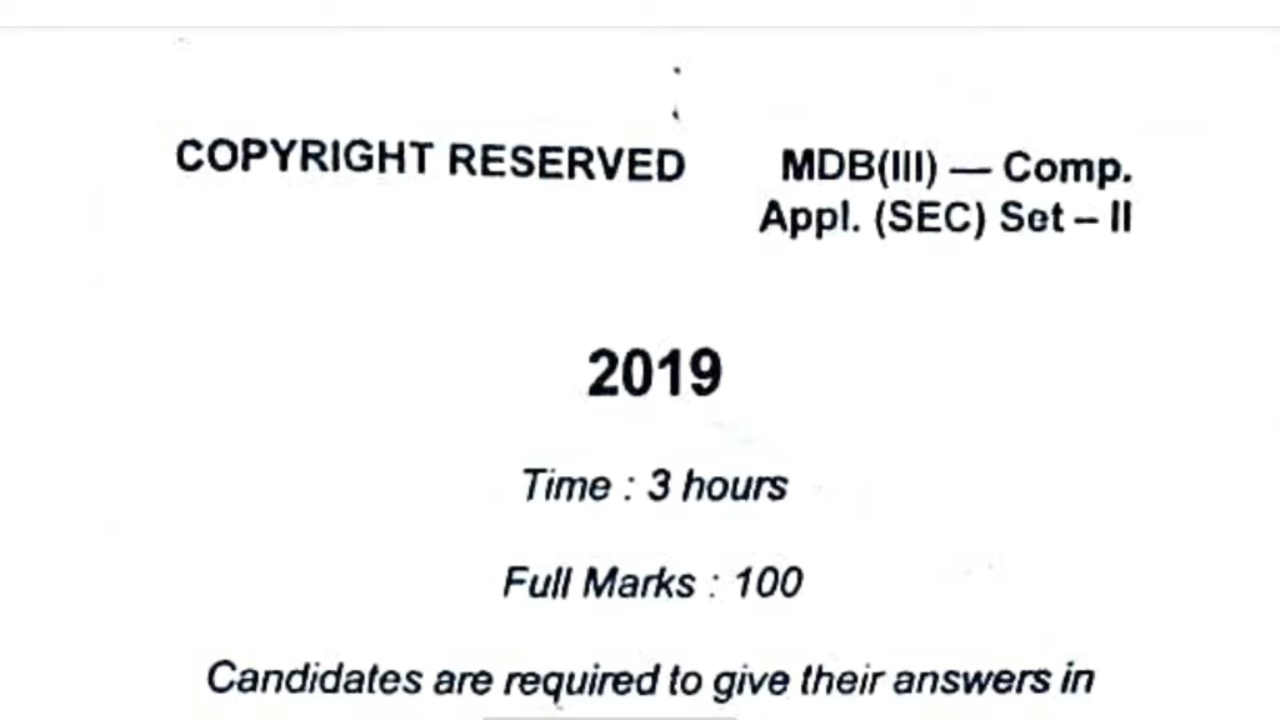 COPYRIGHT RESERVED
MDB(III) — Comp.
Appl. (SEC) Set – II
2019
Time : 3 hours
Full Marks : 100
Candidates are required to give their answers in